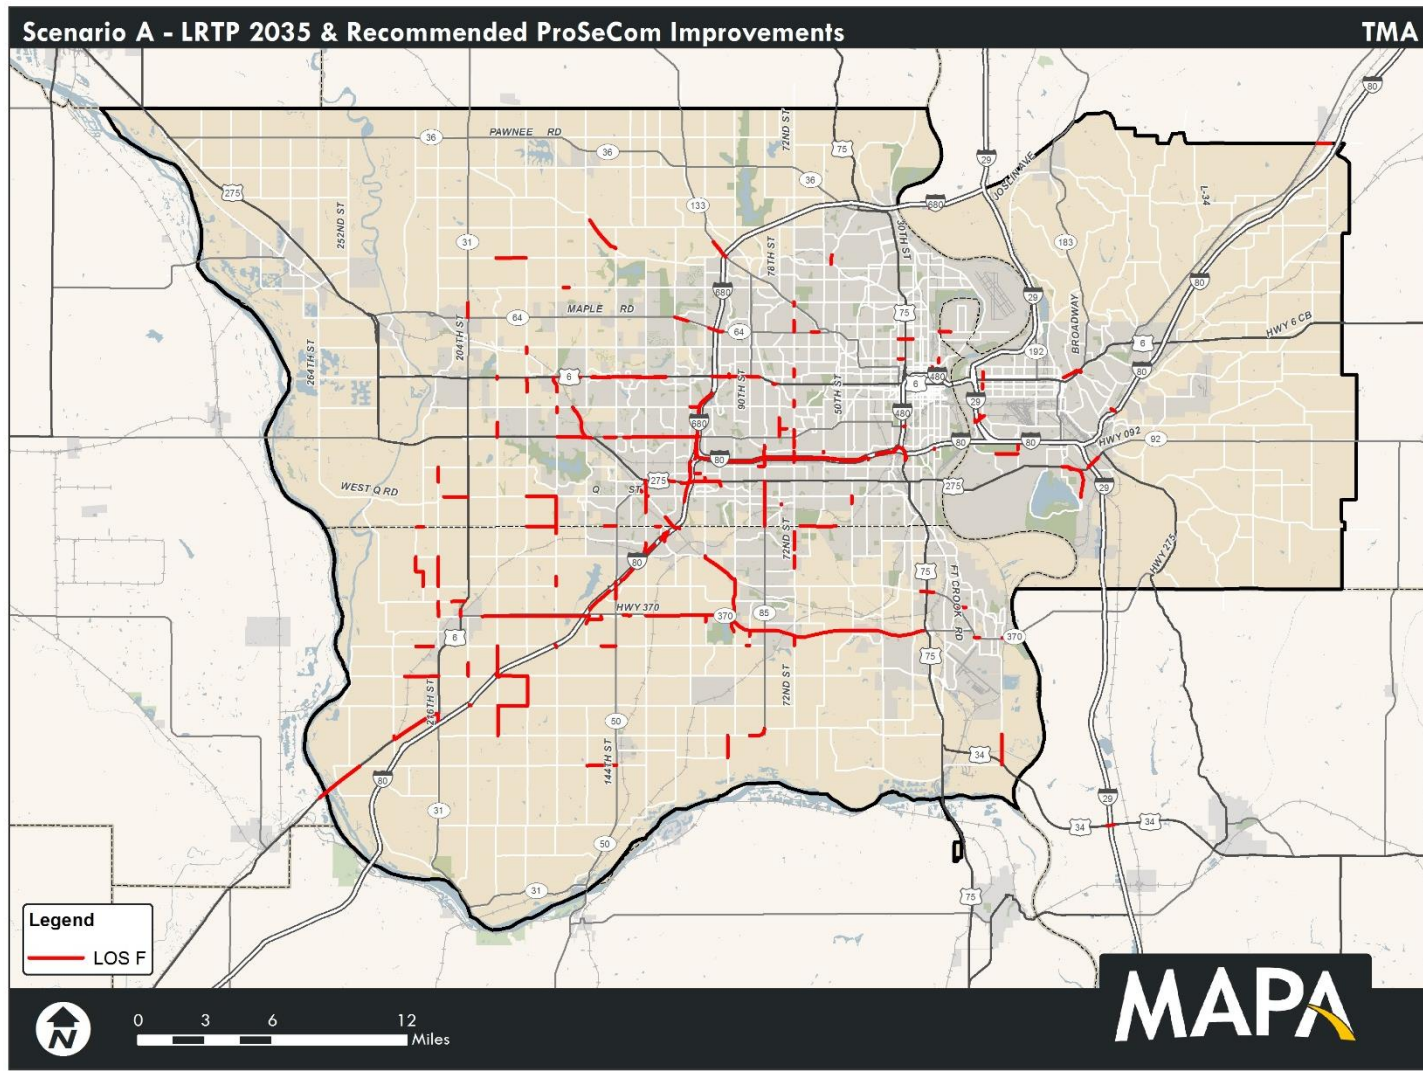 Scenario A - LRTP 2035 & Recommended ProSeCom Improvements
TMA
80
PAWNEE RD
36
36
36
72ND ST
75
29
JOSLIN AVE
L-34
275
252ND ST
133
680
30TH ST
31
78TH ST
183
80
680
29
MAPLE RD
64
64
75
BROADWAY
HWY 6 CB
6
204TH ST
264TH ST
192
6
90TH ST
50TH ST
6
480
80
29
680
480
80
80
HWY 092
92
80
WEST Q RD
Q ST
275
275
29
72ND ST
80
HWY 275
75
FT CROOK RD
HWY 370
370
85
370
6
75
216TH ST
72ND ST
50
144TH ST
34
80
31
29
34
34
50
31
75
Legend
LOS F
N
0 3 6 12
Miles
MAPA